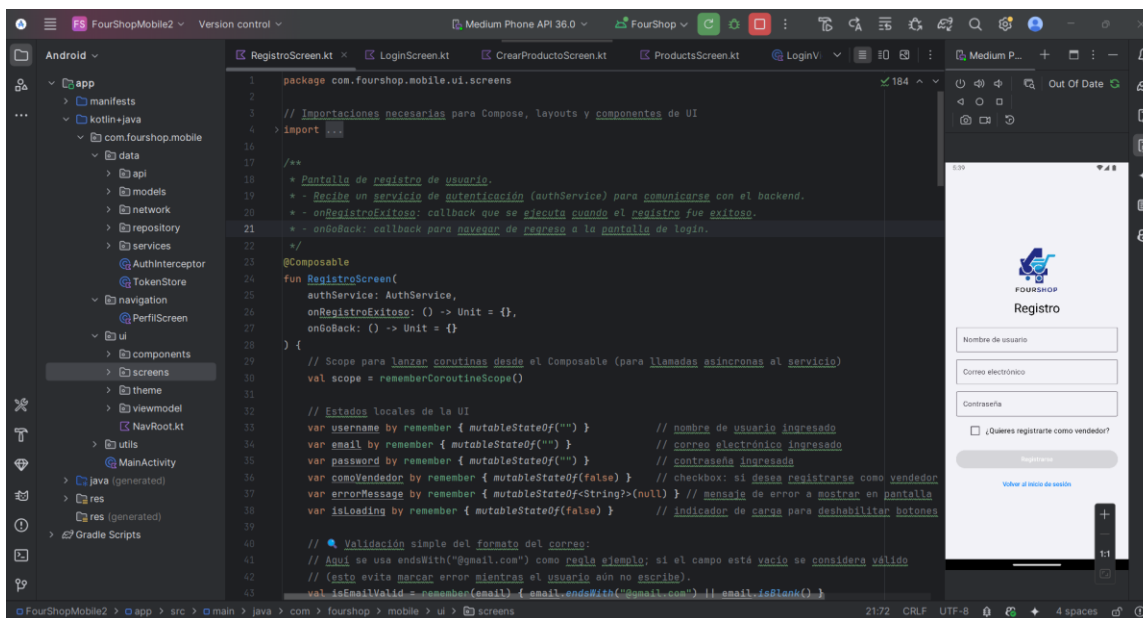 FS FourShopMobile2 Version control Medium Phone API 36.0 FourShop
Android
RegistroScreen.kt LoginScreen.kt CrearProductoScreen.kt ProductsScreen.kt LoginVi Medium P...
app
manifests
kotlin+java
com.fourshop.mobile
data
api
models
network
repository
services
AuthInterceptor
TokenStore
navigation
PerfilScreen
ui
components
screens
theme
viewmodel
NavRoot.kt
utils
MainActivity
java (generated)
res
res (generated)
Gradle Scripts
184
1 package com.fourshop.mobile.ui.screens
2
3 // Importaciones necesarias para Compose, layouts y componentes de UI
4 import ...
16
17 /**
18 * Pantalla de registro de usuario.
19 * - Recibe un servicio de autenticación (authService) para comunicarse con el backend.
20 * - onRegistroExitoso: callback que se ejecuta cuando el registro fue exitoso.
21 * - onGoBack: callback para navegar de regreso a la pantalla de login.
22 */
23 @Composable
24 fun RegistroScreen(
25 authService: AuthService,
26 onRegistroExitoso: () -> Unit = {},
27 onGoBack: () -> Unit = {}
28 ) {
29 // Scope para lanzar corutinas desde el Composable (para llamadas asíncronas al servicio)
30 val scope = rememberCoroutineScope()
31
32 // Estados locales de la UI
33 var username by remember { mutableStateOf("") } // nombre de usuario ingresado
34 var email by remember { mutableStateOf("") } // correo electrónico ingresado
35 var password by remember { mutableStateOf("") } // contraseña ingresada
36 var comoVendedor by remember { mutableStateOf(false) } // checkbox: si desea registrarse como vendedor
37 var errorMessage by remember { mutableStateOf<String?>(null) } // mensaje de error a mostrar en pantalla
38 var isLoading by remember { mutableStateOf(false) } // indicador de carga para deshabilitar botones
39
40 // 🔍 Validación simple del formato del correo:
41 // Aquí se usa endsWith("@gmail.com") como regla ejemplo; si el campo está vacío se considera válido
42 // (esto evita marcar error mientras el usuario aún no escribe).
43 val isEmailValid = remember(email) { email.endsWith("@gmail.com") || email.isBlank() }
Out Of Date
5:39
FOURSHOP
Registro
Nombre de usuario
Correo electrónico
Contraseña
¿Quieres registrarte como vendedor?
Registrarse
Volver al inicio de sesión
1:1
FourShopMobile2 > app > src > main > java > com > fourshop > mobile > ui > screens 21:72 CRLF UTF-8 4 spaces